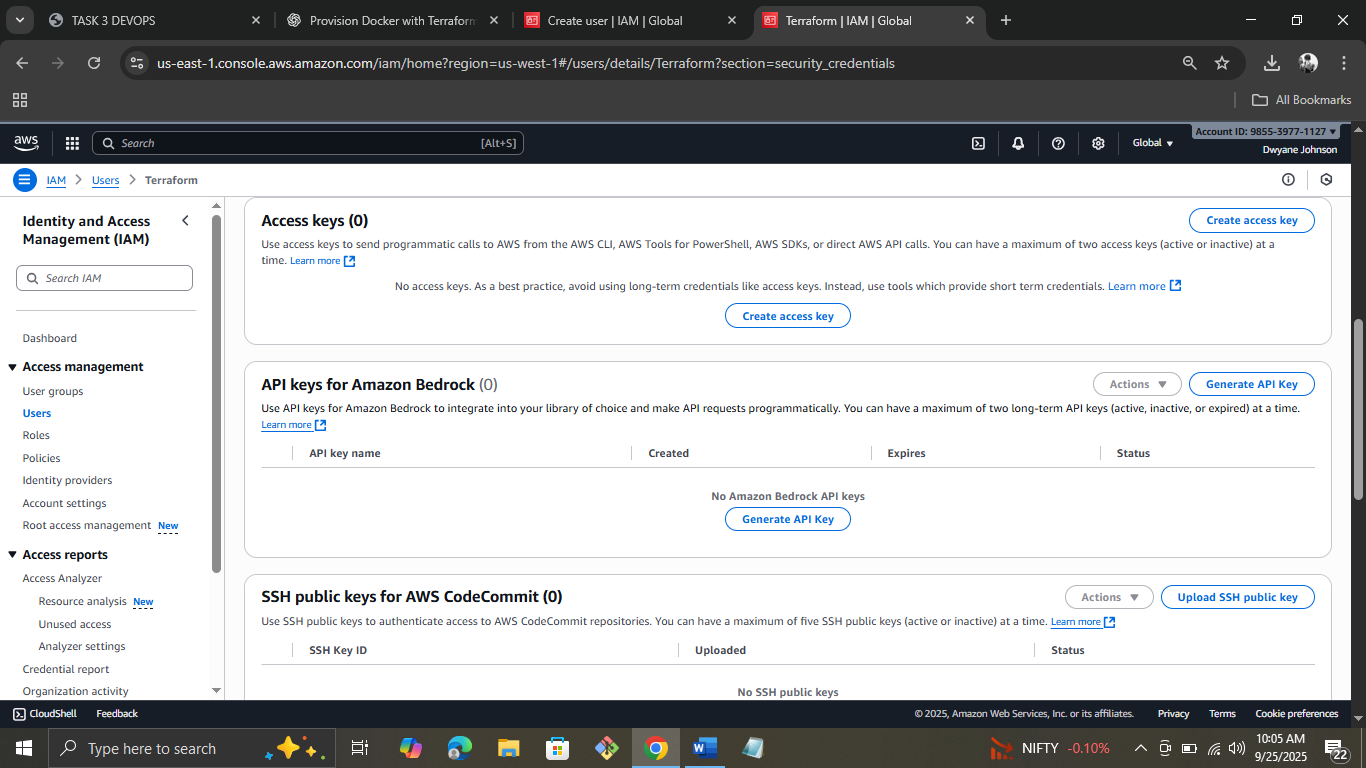 TASK 3 DEVOPS
Provision Docker with Terraform
Create user | IAM | Global
Terraform | IAM | Global
us-east-1.console.aws.amazon.com/iam/home?region=us-west-1#/users/details/Terraform?section=security_credentials
All Bookmarks
aws
Search [Alt+S]
Global
Account ID: 9855-3977-1127
Dwyane Johnson
IAM > Users > Terraform
Identity and Access
Management (IAM)
Search IAM
Dashboard
Access management
User groups
Users
Roles
Policies
Identity providers
Account settings
Root access management New
Access reports
Access Analyzer
Resource analysis New
Unused access
Analyzer settings
Credential report
Organization activity
Access keys (0)
Create access key
Use access keys to send programmatic calls to AWS from the AWS CLI, AWS Tools for PowerShell, AWS SDKs, or direct AWS API calls. You can have a maximum of two access keys (active or inactive) at a
time. Learn more
No access keys. As a best practice, avoid using long-term credentials like access keys. Instead, use tools which provide short term credentials. Learn more
Create access key
API keys for Amazon Bedrock (0)
Actions
Generate API Key
Use API keys for Amazon Bedrock to integrate into your library of choice and make API requests programmatically. You can have a maximum of two long-term API keys (active, inactive, or expired) at a time.
Learn more
API key name Created Expires Status
No Amazon Bedrock API keys
Generate API Key
SSH public keys for AWS CodeCommit (0)
Actions
Upload SSH public key
Use SSH public keys to authenticate access to AWS CodeCommit repositories. You can have a maximum of five SSH public keys (active or inactive) at a time. Learn more
SSH Key ID Uploaded Status
No SSH public keys
CloudShell Feedback
© 2025, Amazon Web Services, Inc. or its affiliates. Privacy Terms Cookie preferences
Type here to search
NIFTY -0.10%
10:05 AM
9/25/2025
22